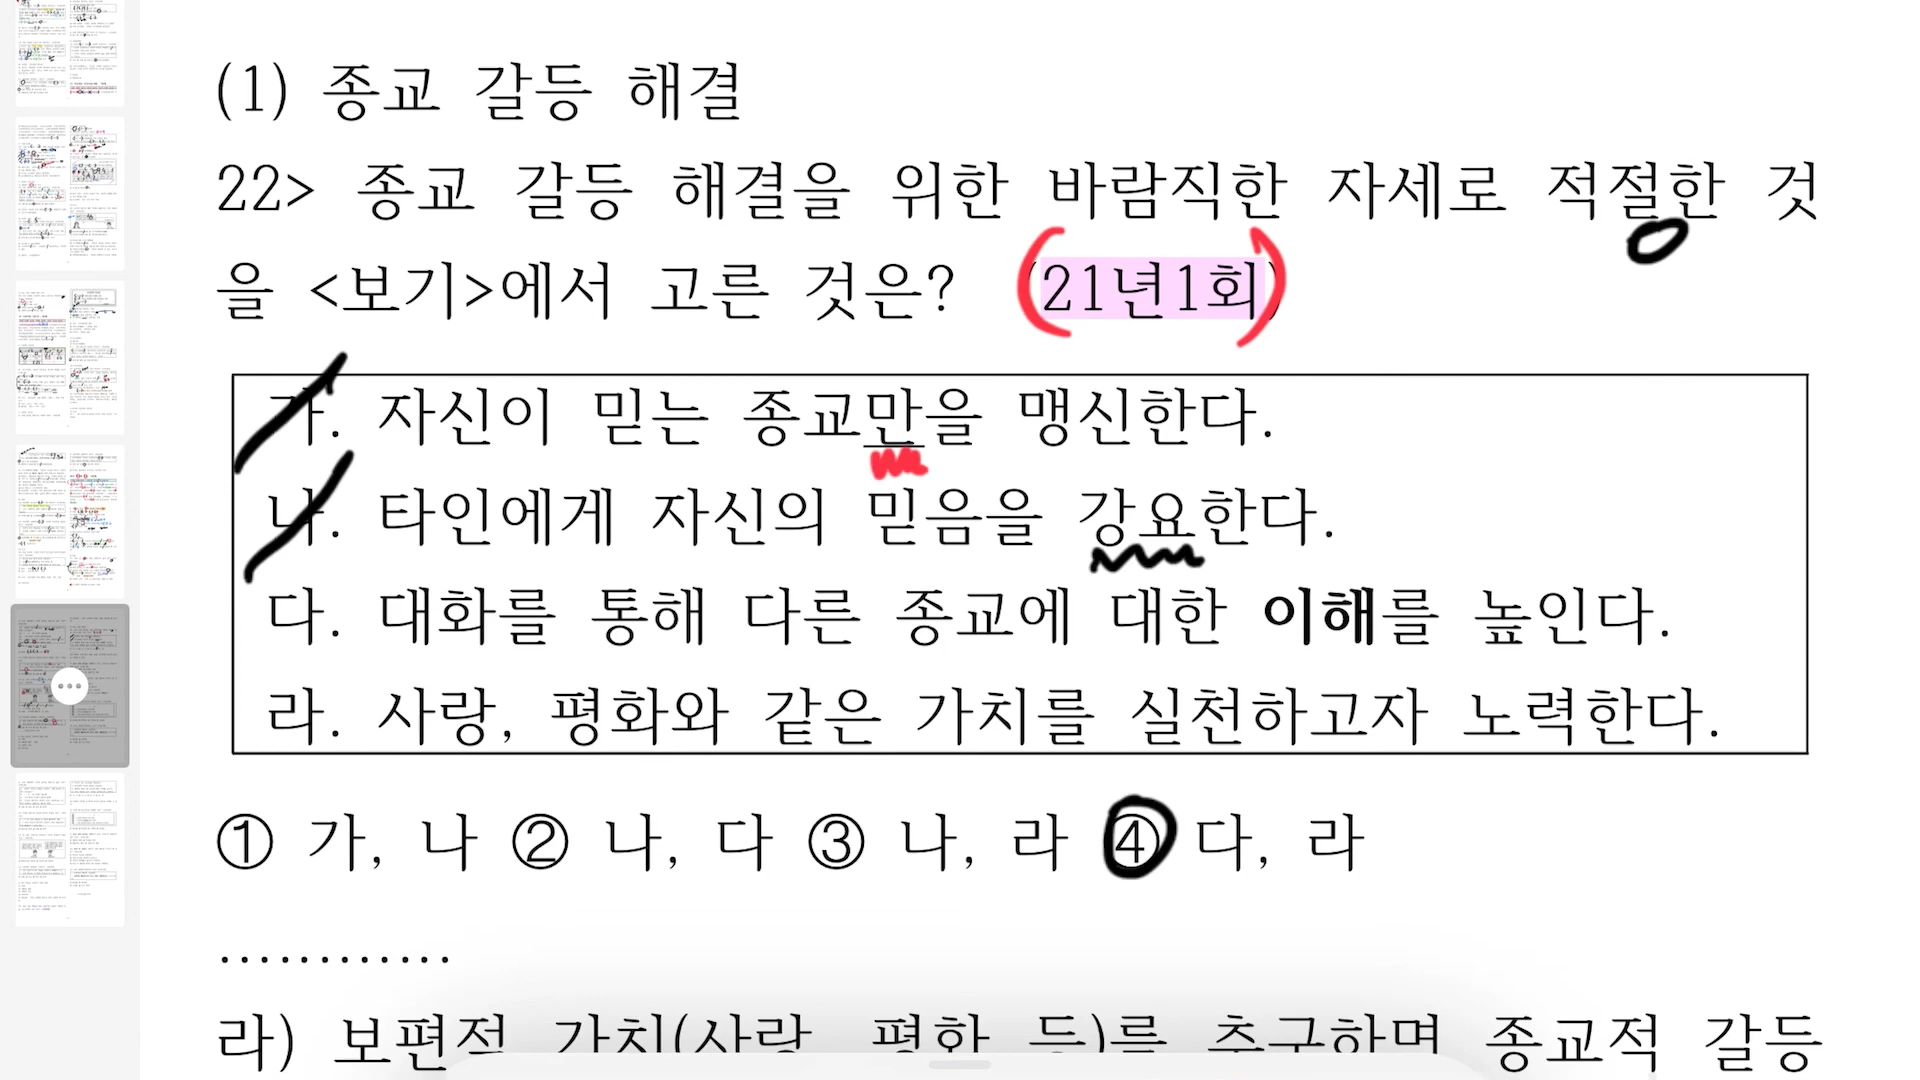 (1) 종교 갈등 해결
22> 종교 갈등 해결을 위한 바람직한 자세로 적절한 것
을 <보기>에서 고른 것은? (21년1회)
가. 자신이 믿는 종교만을 맹신한다.
나. 타인에게 자신의 믿음을 강요한다.
다. 대화를 통해 다른 종교에 대한 이해를 높인다.
라. 사랑, 평화와 같은 가치를 실천하고자 노력한다.
① 가, 나 ② 나, 다 ③ 나, 라 ④ 다, 라
............
라) 보편적 가치(사랑, 평화 등)를 추구하며 종교적 갈등